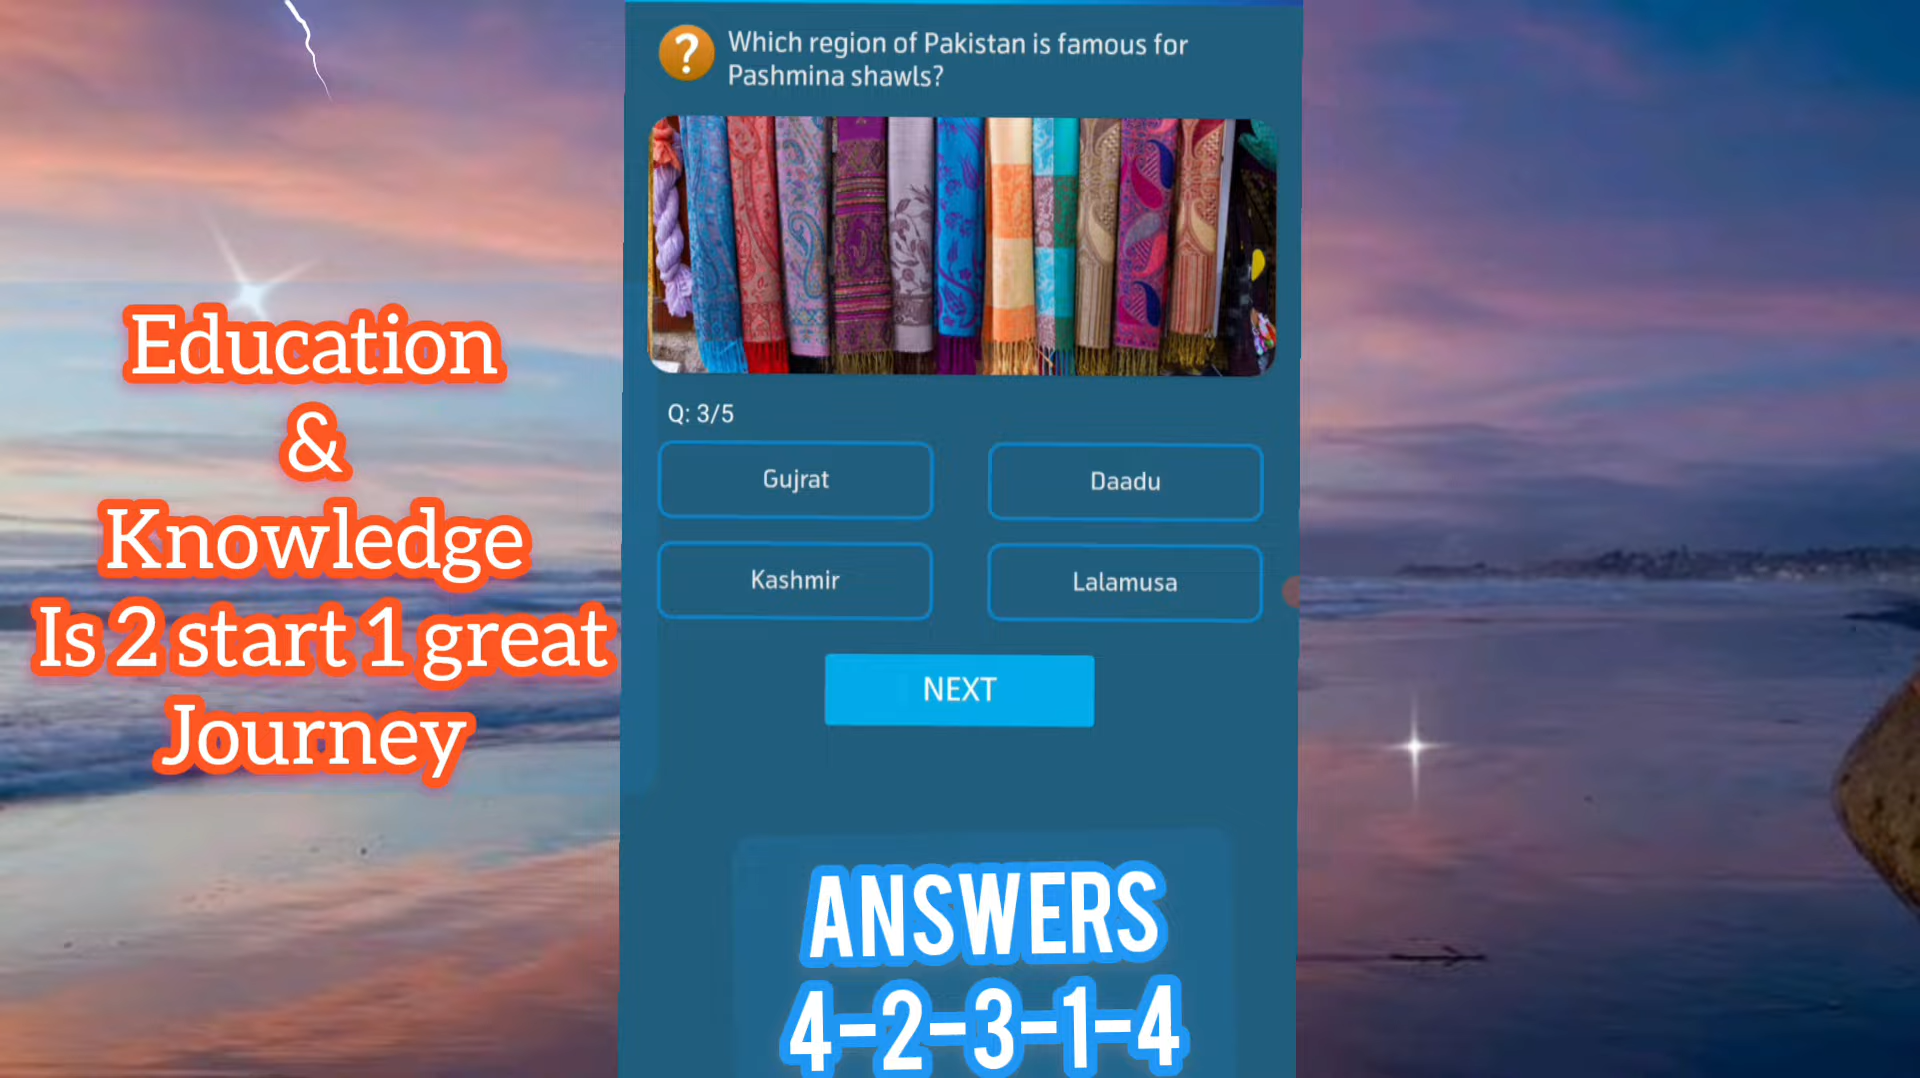 Education
&
Knowledge
Is 2 start 1 great
Journey
?
Which region of Pakistan is famous for
Pashmina shawls?
Q: 3/5
Gujrat
Daadu
Kashmir
Lalamusa
NEXT
ANSWERS
4-2-3-1-4